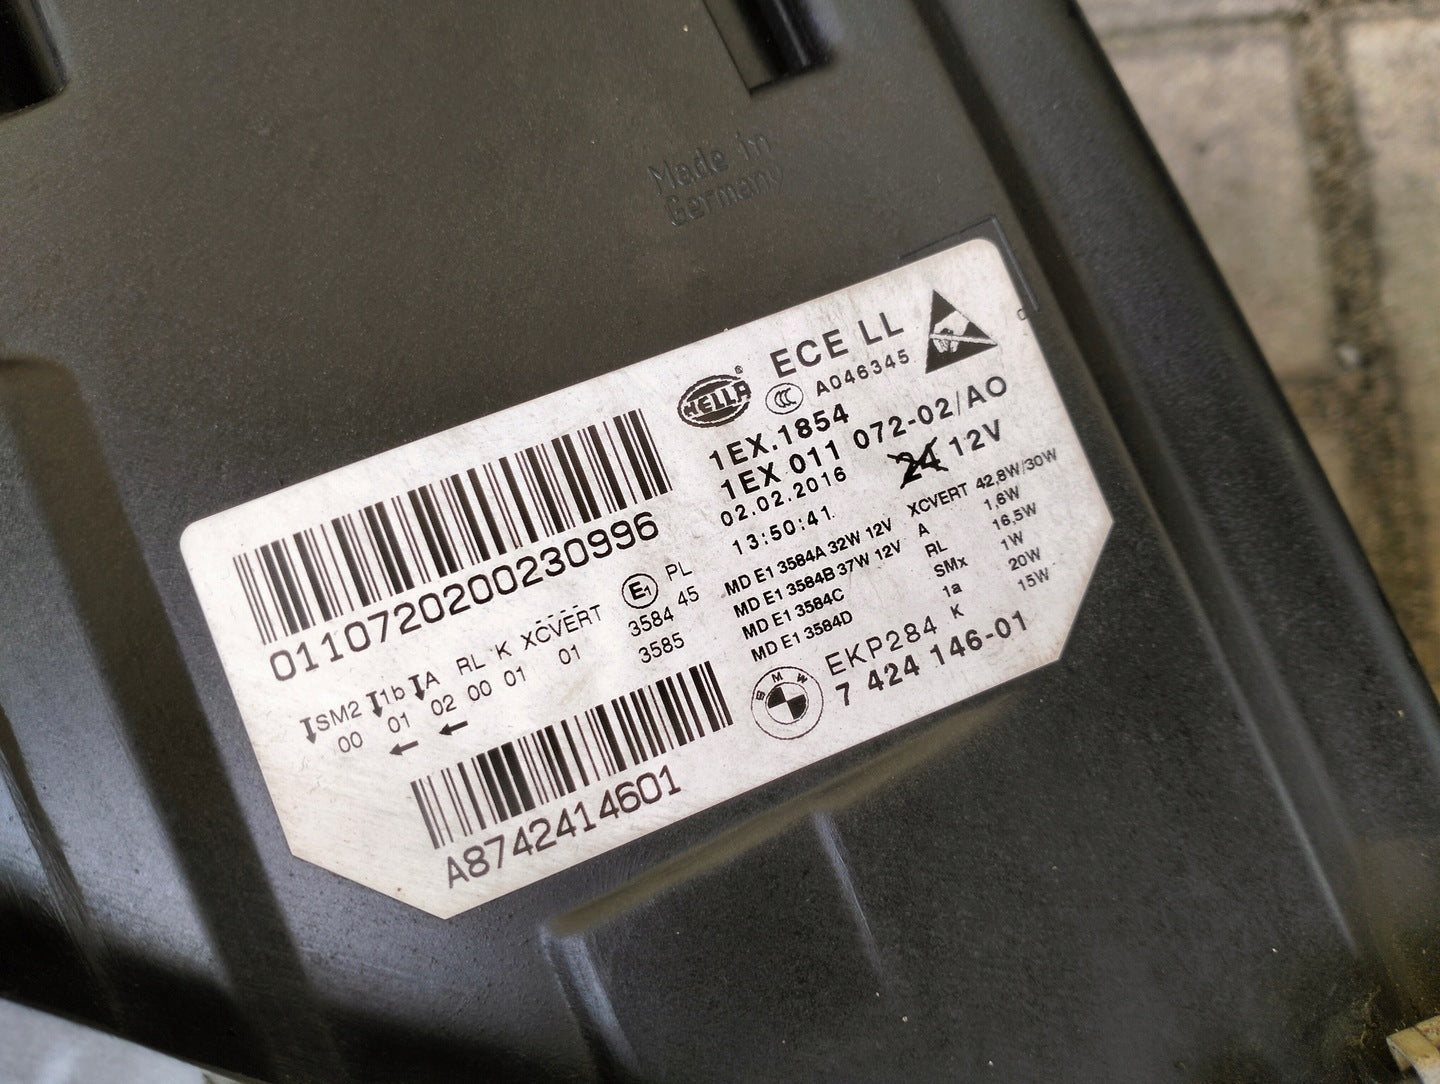 Made in
Germany
HELLA ®
ECE LL
CCC A046345
1EX.1854
1EX 011 072-02/AO
02.02.2016
24 12V
13:50:41
0110720200230996
MD E1 3584A 32W 12V
MD E1 3584B 37W 12V
MD E1 3584C
MD E1 3584D
XCVERT 42,8W/30W
A 1,6W
RL 16,5W
SMx 1W
1a 20W
K 15W
SM2 1b A RL K XCVERT E1 PL
00 01 02 00 01 01 3584 45
3585
BMW
EKP284
7 424 146-01
A8742414601